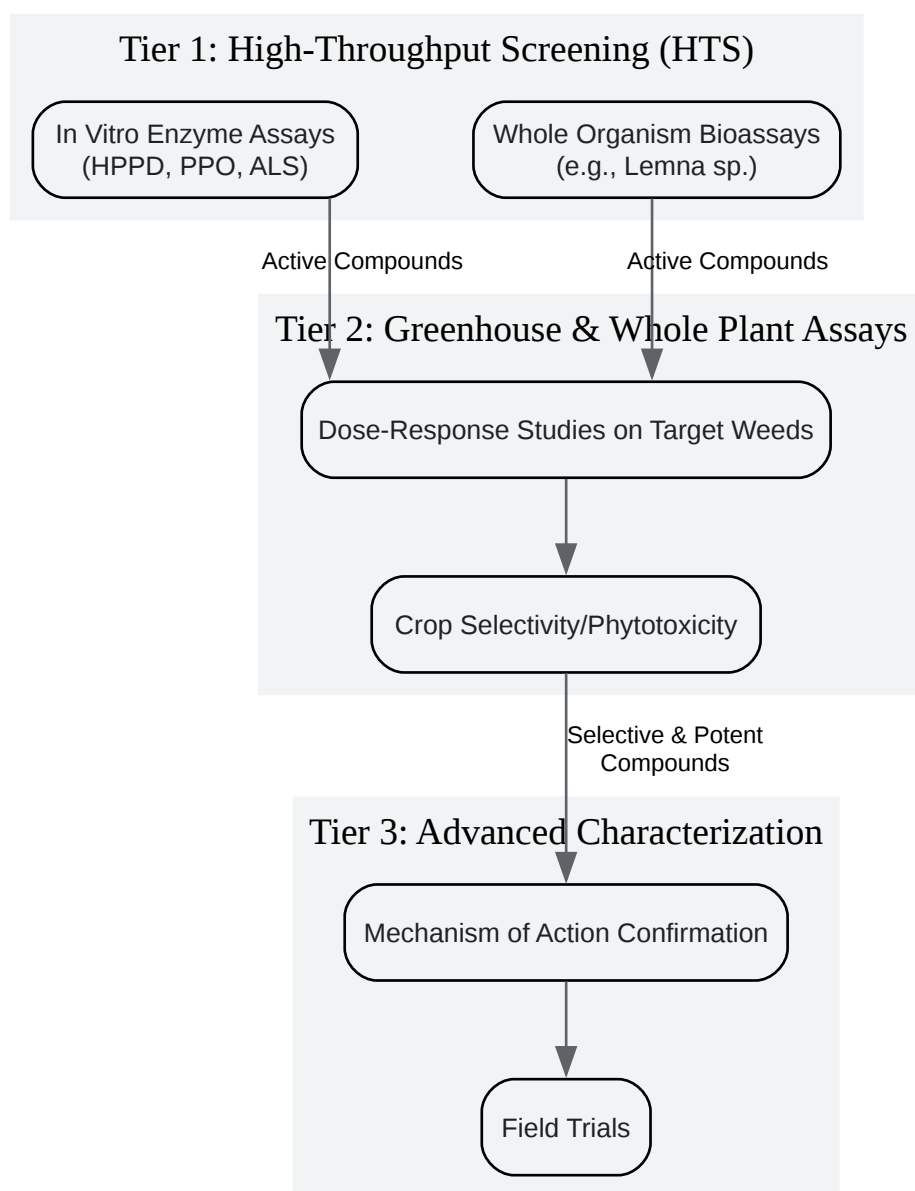 Tier 1: High-Throughput Screening (HTS)
In Vitro Enzyme Assays
(HPPD, PPO, ALS)
Whole Organism Bioassays
(e.g., Lemna sp.)
Active Compounds
Active Compounds
Tier 2: Greenhouse & Whole Plant Assays
Dose-Response Studies on Target Weeds
Crop Selectivity/Phytotoxicity
Selective & Potent
Compounds
Tier 3: Advanced Characterization
Mechanism of Action Confirmation
Field Trials